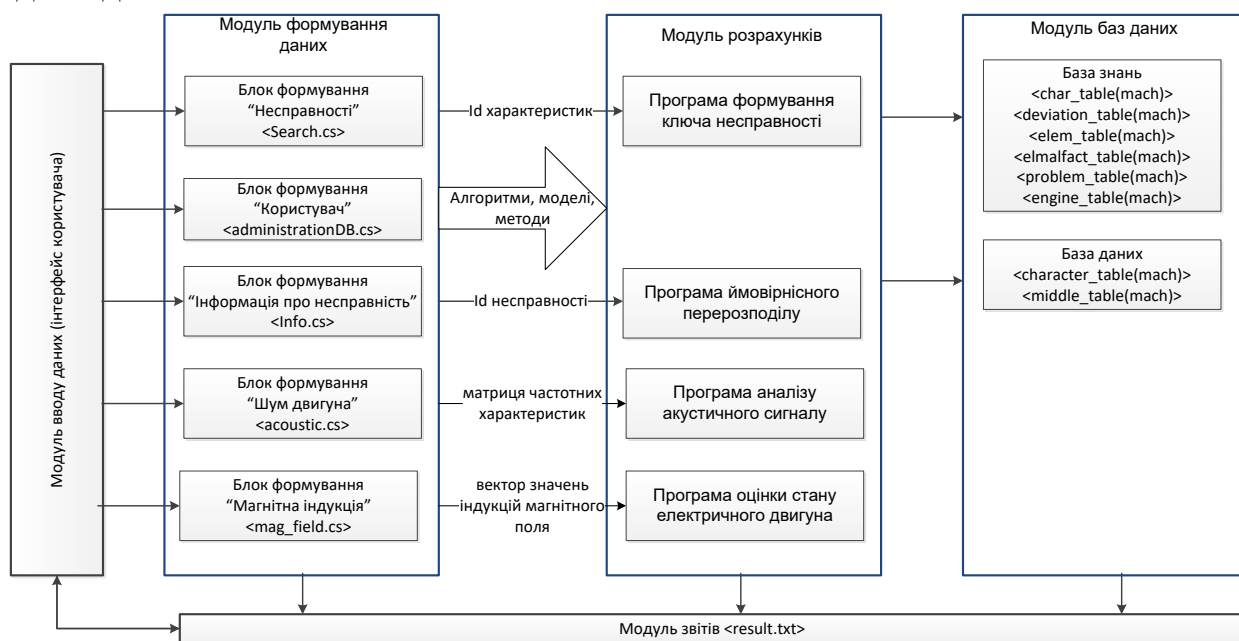 Модуль вводу даних (інтерфейс користувача)
Модуль формування
даних
Блок формування
“Несправності”
<Search.cs>
Блок формування
“Користувач”
<administrationDB.cs>
Блок формування
“Інформація про несправність”
<Info.cs>
Блок формування
“Шум двигуна”
<acoustic.cs>
Блок формування
“Магнітна індукція”
<mag_field.cs>
Id характеристик
Алгоритми, моделі,
методи
Id несправності
матриця частотних
характеристик
вектор значень
індукцій магнітного
поля
Модуль розрахунків
Програма формування
ключа несправності
Програма ймовірнісного
перерозподілу
Програма аналізу
акустичного сигналу
Програма оцінки стану
електричного двигуна
Модуль баз даних
База знань
<char_table(mach)>
<deviation_table(mach)>
<elem_table(mach)>
<elmalfact_table(mach)>
<problem_table(mach)>
<engine_table(mach)>
База даних
<character_table(mach)>
<middle_table(mach)>
Модуль звітів <result.txt>